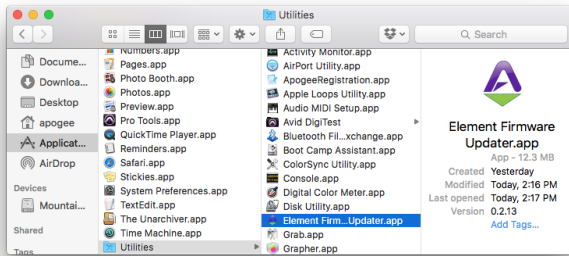 Utilities
Search
Docume...
Downloa...
Desktop
apogee
Applicat...
AirDrop
Devices
Mountai...
Shared
Tags
Numbers.app
Pages.app
Photo Booth.app
Photos.app
Preview.app
Pro Tools.app
QuickTime Player.app
Reminders.app
Safari.app
Stickies.app
System Preferences.app
TextEdit.app
The Unarchiver.app
Time Machine.app
Utilities
Activity Monitor.app
AirPort Utility.app
ApogeeRegistration.app
Apple Loops Utility.app
Audio MIDI Setup.app
Avid DigiTest
Bluetooth Fil...xchange.app
Boot Camp Assistant.app
ColorSync Utility.app
Console.app
Digital Color Meter.app
Disk Utility.app
Element Firm...Updater.app
Grab.app
Grapher.app
Element Firmware
Updater.app
App - 12.3 MB
Created Yesterday
Modified Today, 2:16 PM
Last opened Today, 2:17 PM
Version 0.2.13
Add Tags...